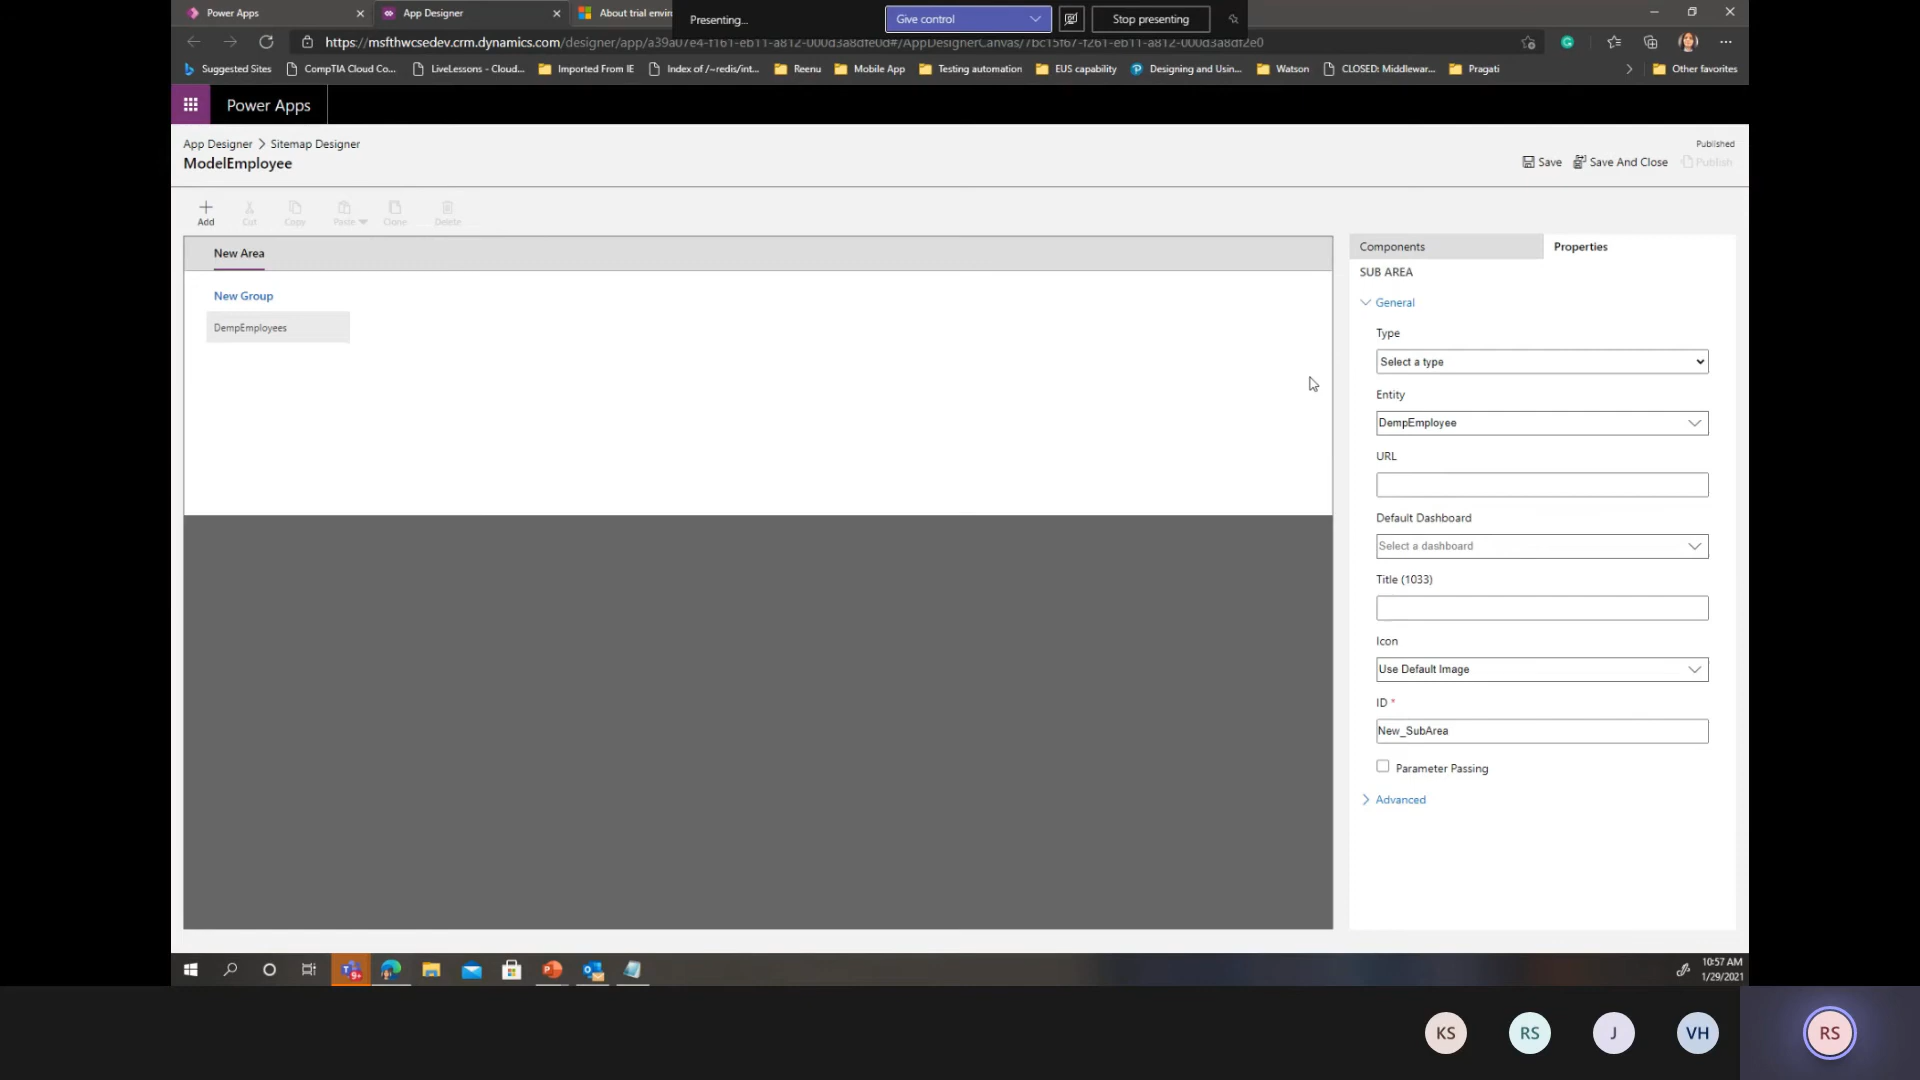 Power Apps
App Designer
About trial envir
Presenting...
Give control
Stop presenting
https://msfthwcsedev.crm.dynamics.com/designer/app/a39a07e4-f161-eb11-a812-000d3a8dfe0d#/AppDesignerCanvas/7bc15f67-f261-eb11-a812-000d3a8df2e0
Suggested Sites
CompTIA Cloud Co...
LiveLessons - Cloud...
Imported From IE
Index of /~redis/int...
Reenu
Mobile App
Testing automation
EUS capability
Designing and Usin...
Watson
CLOSED: Middlewar...
Pragati
Other favorites
Power Apps
App Designer > Sitemap Designer
ModelEmployee
Published
Save
Save And Close
Publish
Add
Cut
Copy
Paste
Clone
Delete
New Area
New Group
DempEmployees
Components
Properties
SUB AREA
General
Type
Select a type
Entity
DempEmployee
URL
Default Dashboard
Select a dashboard
Title (1033)
Icon
Use Default Image
ID *
New_SubArea
Parameter Passing
Advanced
10:57 AM
1/29/2021
KS
RS
J
VH
RS